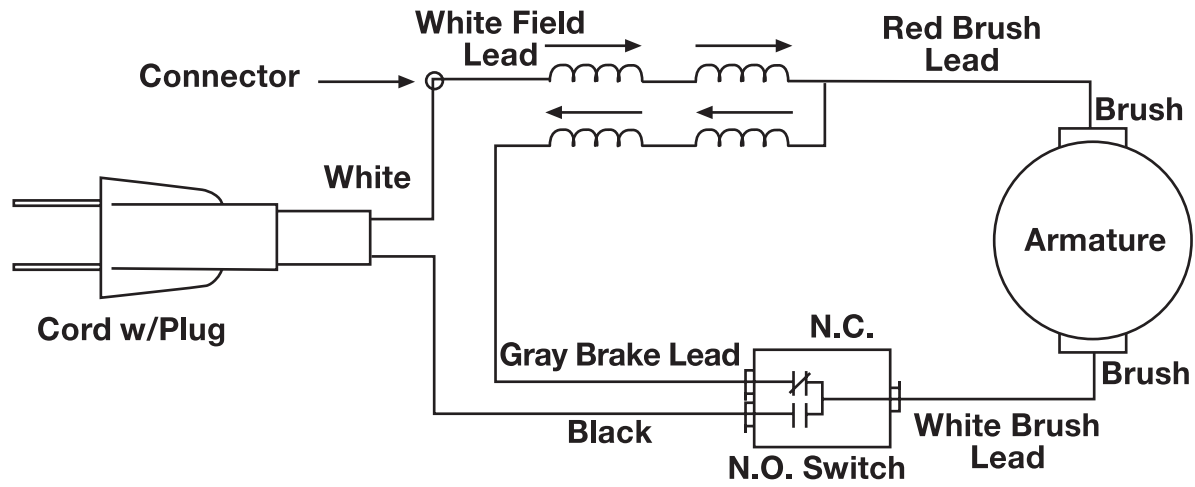 White Field
Lead
Red Brush
Lead
Connector
Brush
White
Armature
Cord w/Plug
N.C.
Gray Brake Lead
Brush
Black
White Brush
Lead
N.O. Switch